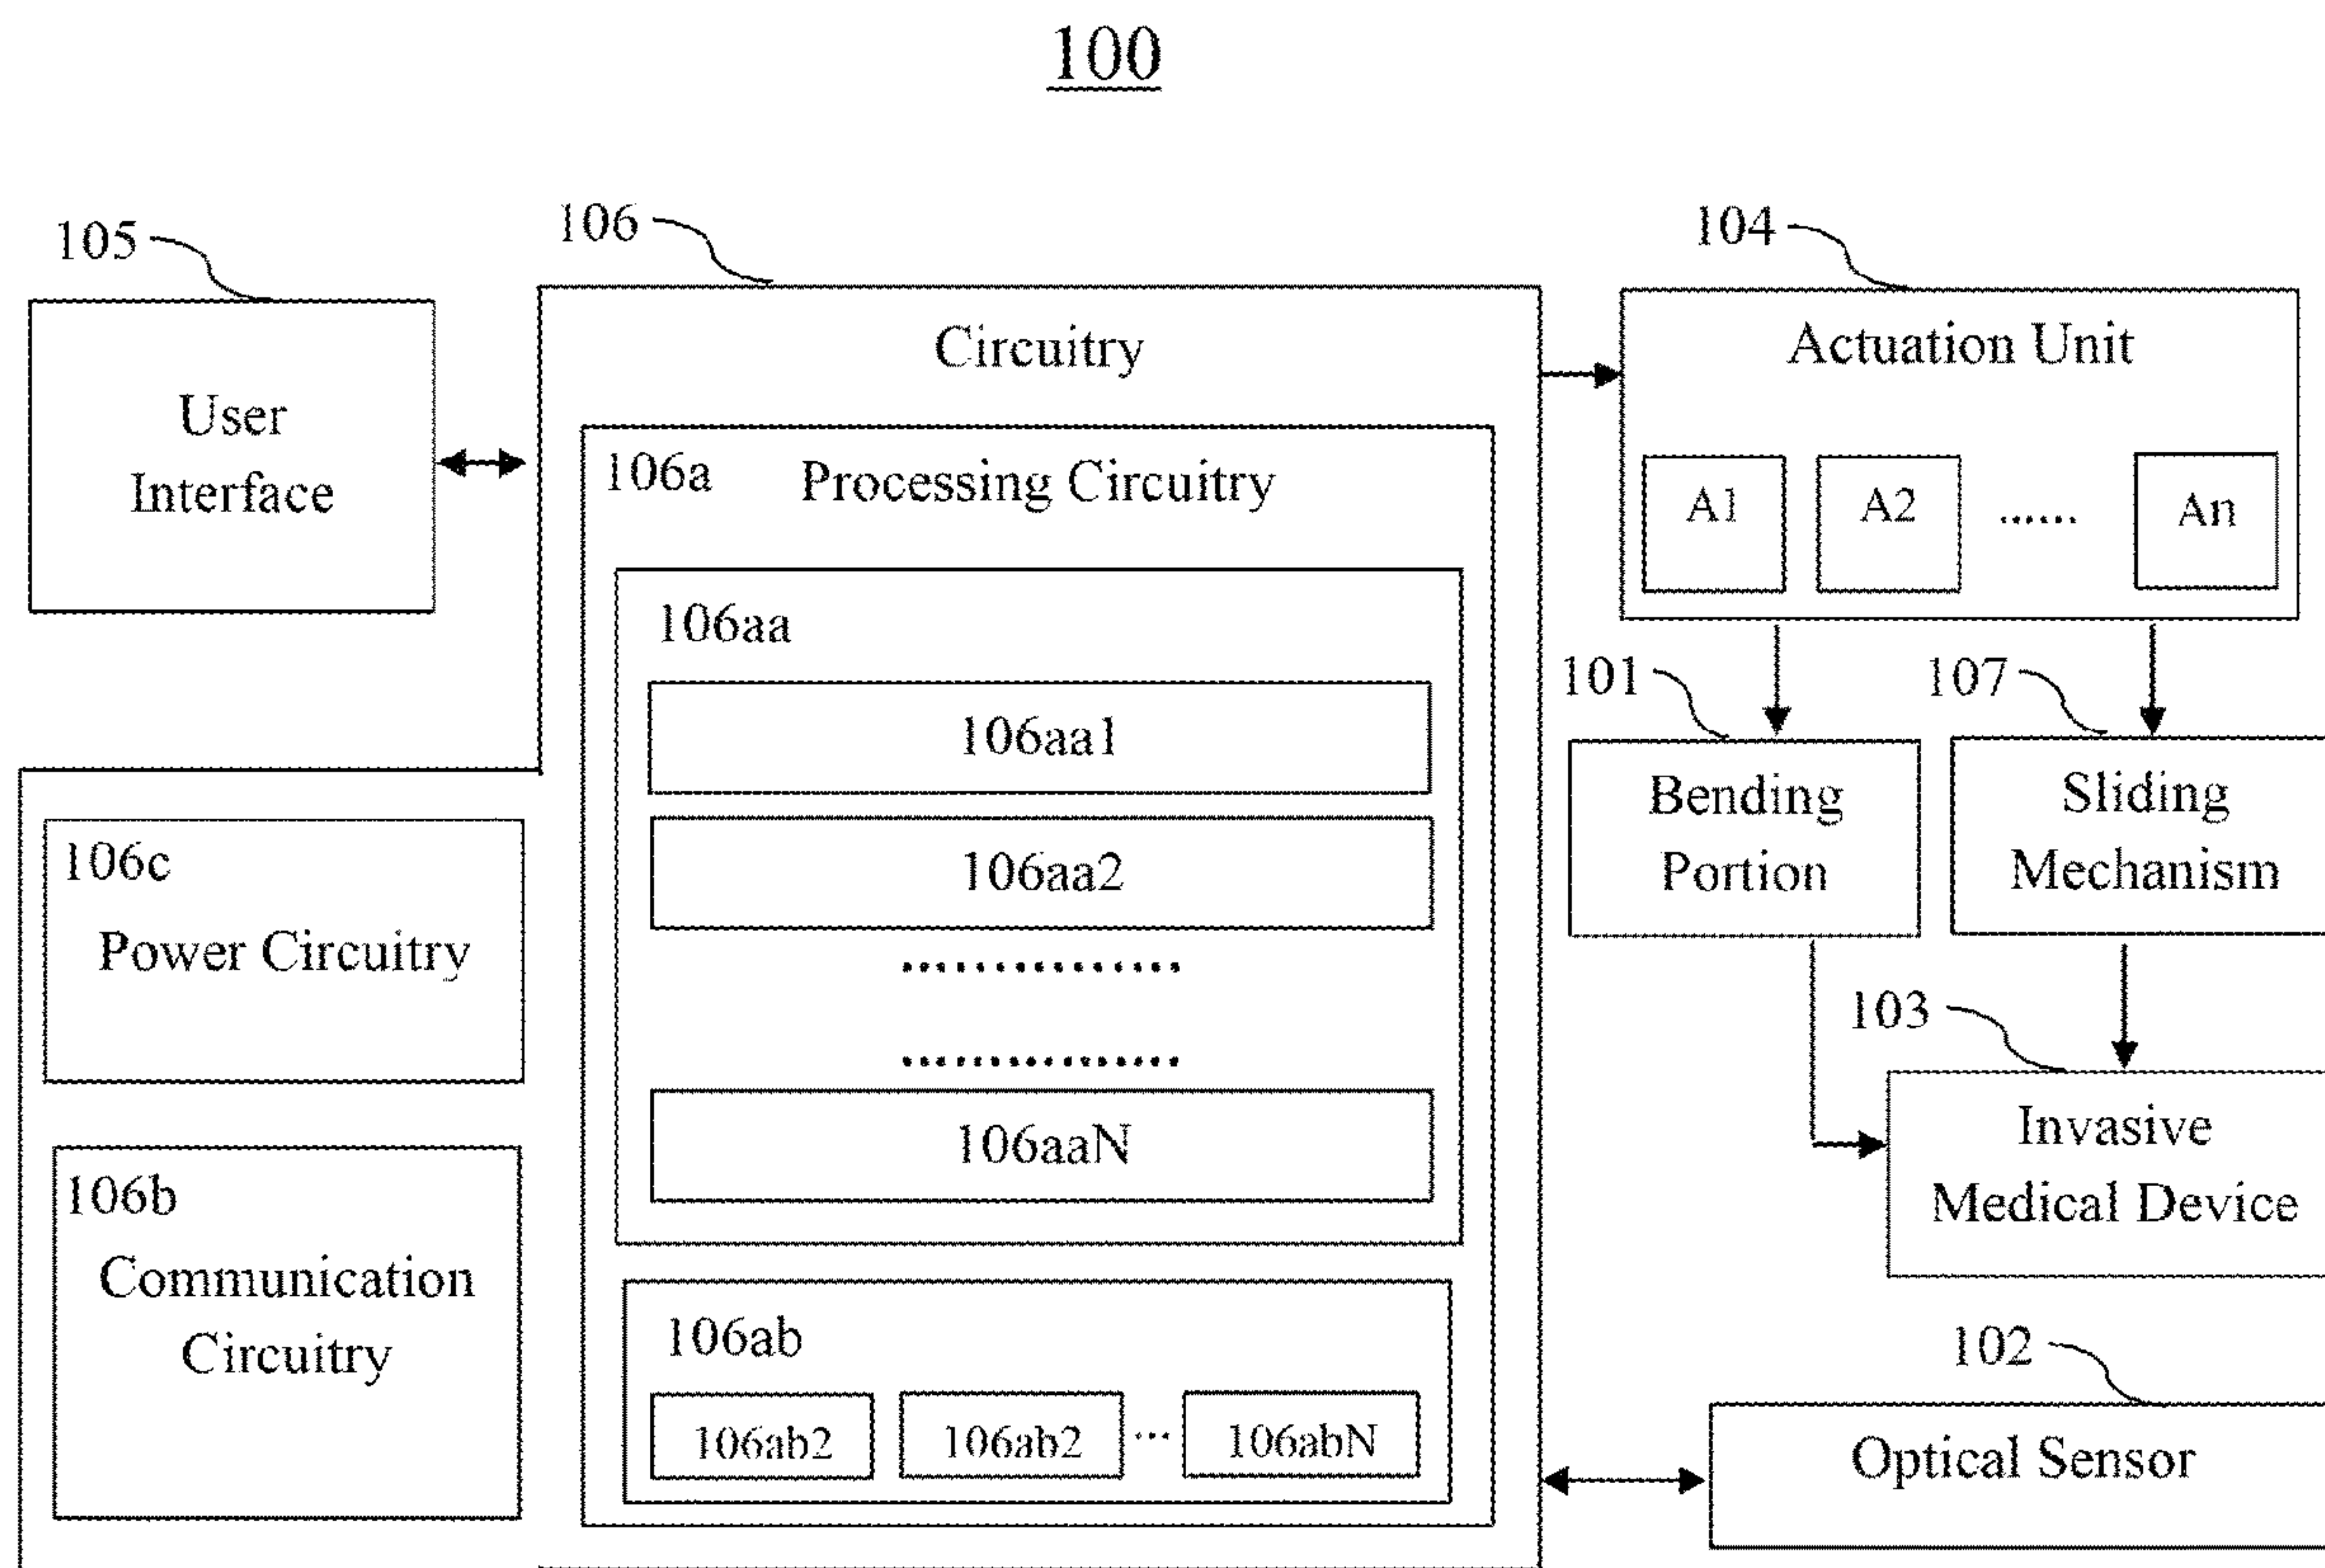 100
105
106
104
User
Interface
Circuitry
106a
Processing Circuitry
106aa
106aa1
106aa2
...............
................
106aaN
106ab
106ab2
106ab2
...
106abN
106c
Power Circuitry
106b
Communication
Circuitry
Actuation Unit
A1
A2
......
An
101
107
Bending
Portion
Sliding
Mechanism
103
Invasive
Medical Device
102
Optical Sensor